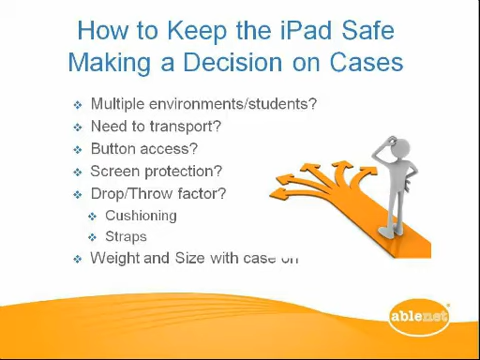 How to Keep the iPad Safe
Making a Decision on Cases
Multiple environments/students?
Need to transport?
Button access?
Screen protection?
Drop/Throw factor?
Cushioning
Straps
Weight and Size with case on
ablenet